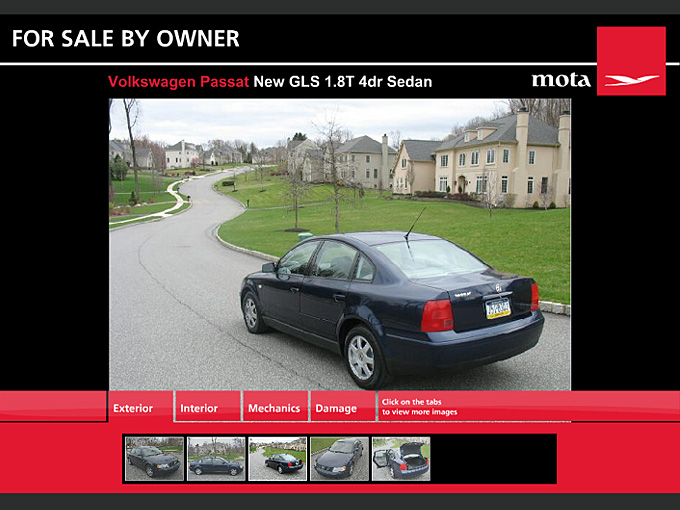 FOR SALE BY OWNER
Volkswagen Passat New GLS 1.8T 4dr Sedan
mota
Exterior
Interior
Mechanics
Damage
Click on the tabs
to view more images